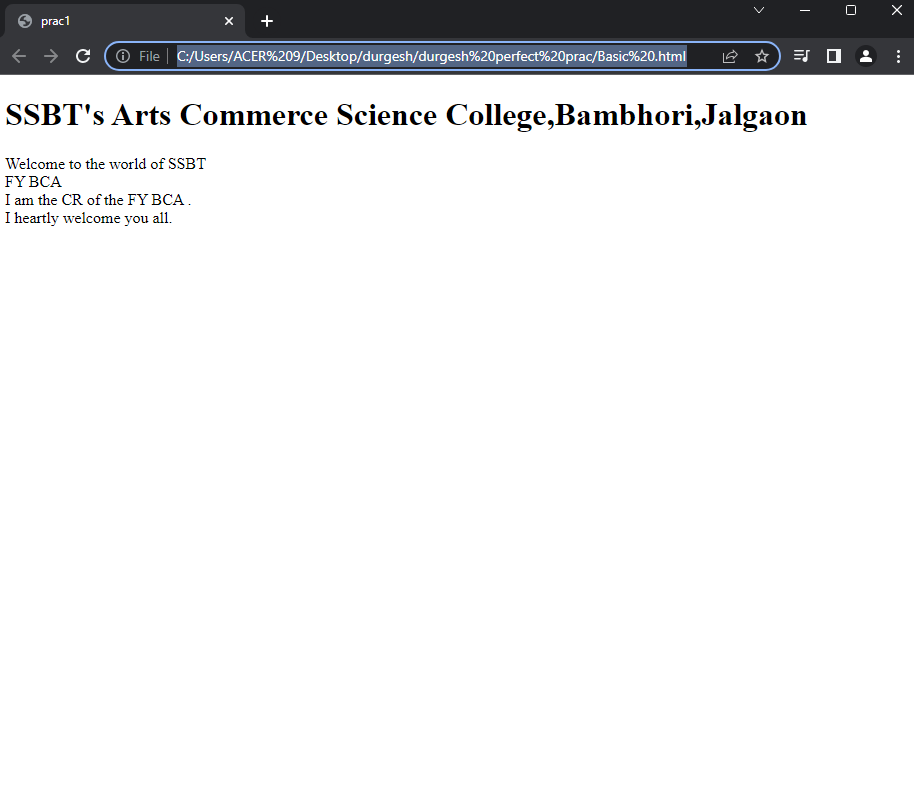 prac1
File C:/Users/ACER%209/Desktop/durgesh/durgesh%20perfect%20prac/Basic%20.html
SSBT's Arts Commerce Science College,Bambhori,Jalgaon
Welcome to the world of SSBT
FY BCA
I am the CR of the FY BCA .
I heartly welcome you all.